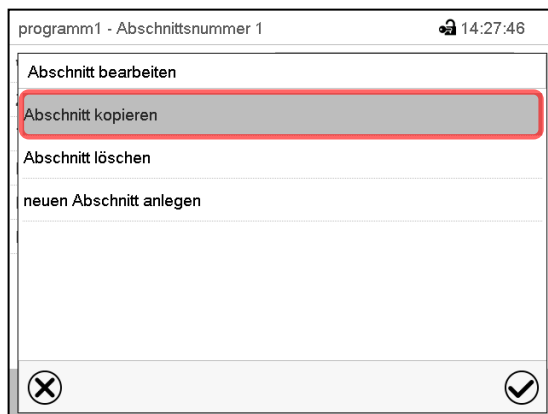 programm1 - Abschnittsnummer 1 14:27:46
Abschnitt bearbeiten
Abschnitt kopieren
Abschnitt löschen
neuen Abschnitt anlegen